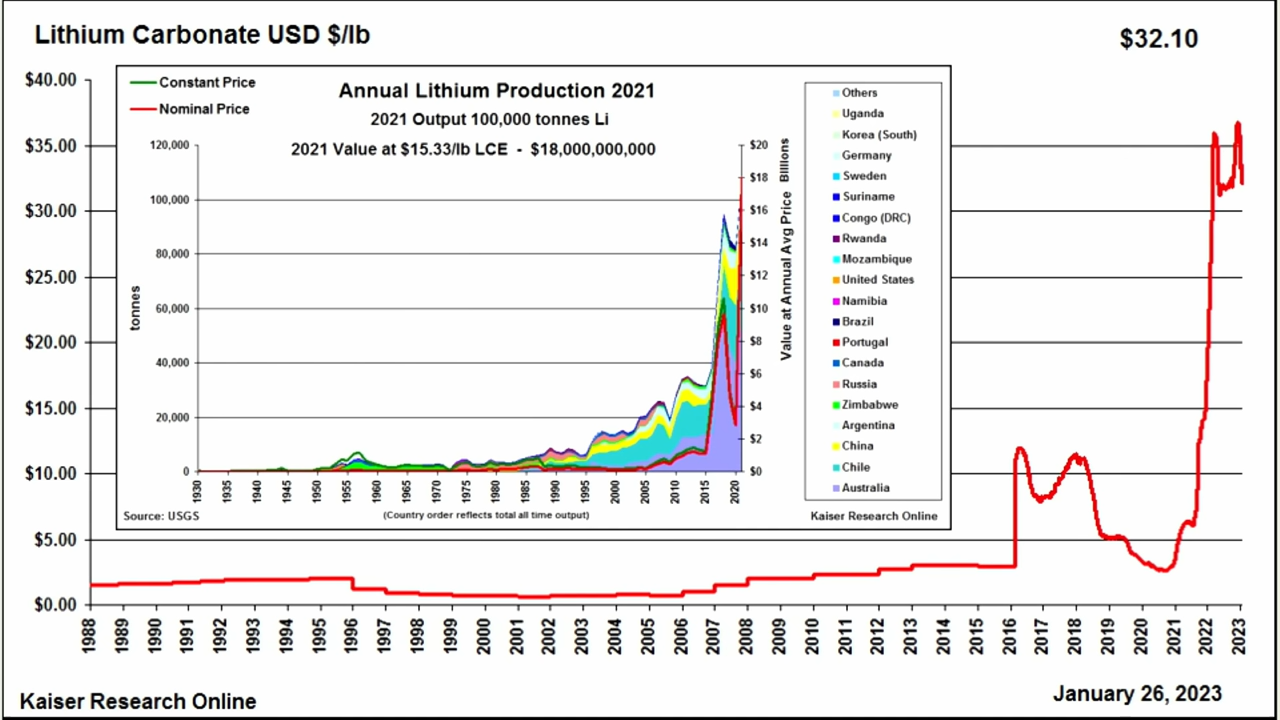 Lithium Carbonate USD $/lb
$32.10
$40.00
$35.00
$30.00
$25.00
$20.00
$15.00
$10.00
$5.00
$0.00
Constant Price
Nominal Price
Annual Lithium Production 2021
2021 Output 100,000 tonnes Li
2021 Value at $15.33/lb LCE - $18,000,000,000
tonnes
120,000
100,000
80,000
60,000
40,000
20,000
0
$20
$18
$16
$14
$12
$10
$8
$6
$4
$2
$0
Value at Annual Avg Price Billions
1930 1935 1940 1945 1950 1955 1960 1965 1970 1975 1980 1985 1990 1995 2000 2005 2010 2015 2020
Source: USGS
(Country order reflects total all time output)
Others
Uganda
Korea (South)
Germany
Sweden
Suriname
Congo (DRC)
Rwanda
Mozambique
United States
Namibia
Brazil
Portugal
Canada
Russia
Zimbabwe
Argentina
China
Chile
Australia
Kaiser Research Online
1988 1989 1990 1991 1992 1993 1994 1995 1996 1997 1998 1999 2000 2001 2002 2003 2004 2005 2006 2007 2008 2009 2010 2011 2012 2013 2014 2015 2016 2017 2018 2019 2020 2021 2022 2023
Kaiser Research Online
January 26, 2023